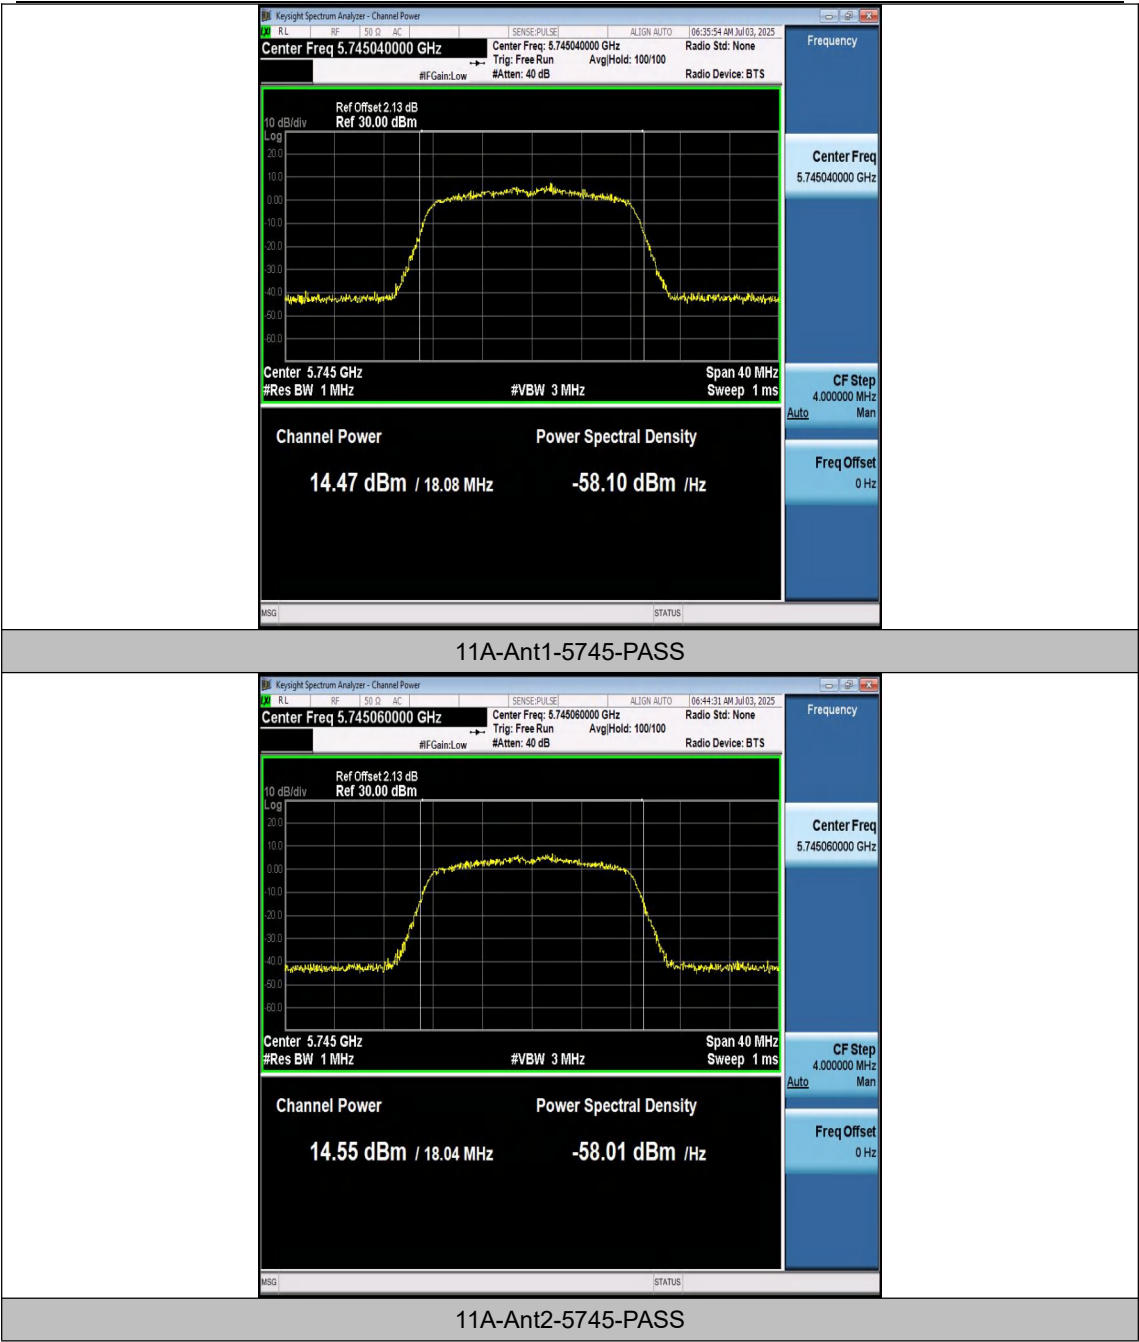 Keysight Spectrum Analyzer - Channel Power
RL RF 50 Ω AC SENSE:PULSE ALIGN AUTO 06:35:54 AM Jul 03, 2025
Center Freq 5.745040000 GHz
Center Freq: 5.745040000 GHz Radio Std: None
Trig: Free Run Avg|Hold: 100/100
#IFGain:Low #Atten: 40 dB Radio Device: BTS
Frequency
Ref Offset 2.13 dB
10 dB/div Ref 30.00 dBm
Log
20.0
10.0
0.00
-10.0
-20.0
-30.0
-40.0
-50.0
-60.0
Center Freq
5.745040000 GHz
Center 5.745 GHz Span 40 MHz
#Res BW 1 MHz #VBW 3 MHz Sweep 1 ms
CF Step
4.000000 MHz
Auto Man
Channel Power Power Spectral Density
14.47 dBm / 18.08 MHz -58.10 dBm /Hz
Freq Offset
0 Hz
MSG STATUS
11A-Ant1-5745-PASS
Keysight Spectrum Analyzer - Channel Power
RL RF 50 Ω AC SENSE:PULSE ALIGN AUTO 06:44:31 AM Jul 03, 2025
Center Freq 5.745060000 GHz
Center Freq: 5.745060000 GHz Radio Std: None
Trig: Free Run Avg|Hold: 100/100
#IFGain:Low #Atten: 40 dB Radio Device: BTS
Frequency
Ref Offset 2.13 dB
10 dB/div Ref 30.00 dBm
Log
20.0
10.0
0.00
-10.0
-20.0
-30.0
-40.0
-50.0
-60.0
Center Freq
5.745060000 GHz
Center 5.745 GHz Span 40 MHz
#Res BW 1 MHz #VBW 3 MHz Sweep 1 ms
CF Step
4.000000 MHz
Auto Man
Channel Power Power Spectral Density
14.55 dBm / 18.04 MHz -58.01 dBm /Hz
Freq Offset
0 Hz
MSG STATUS
11A-Ant2-5745-PASS